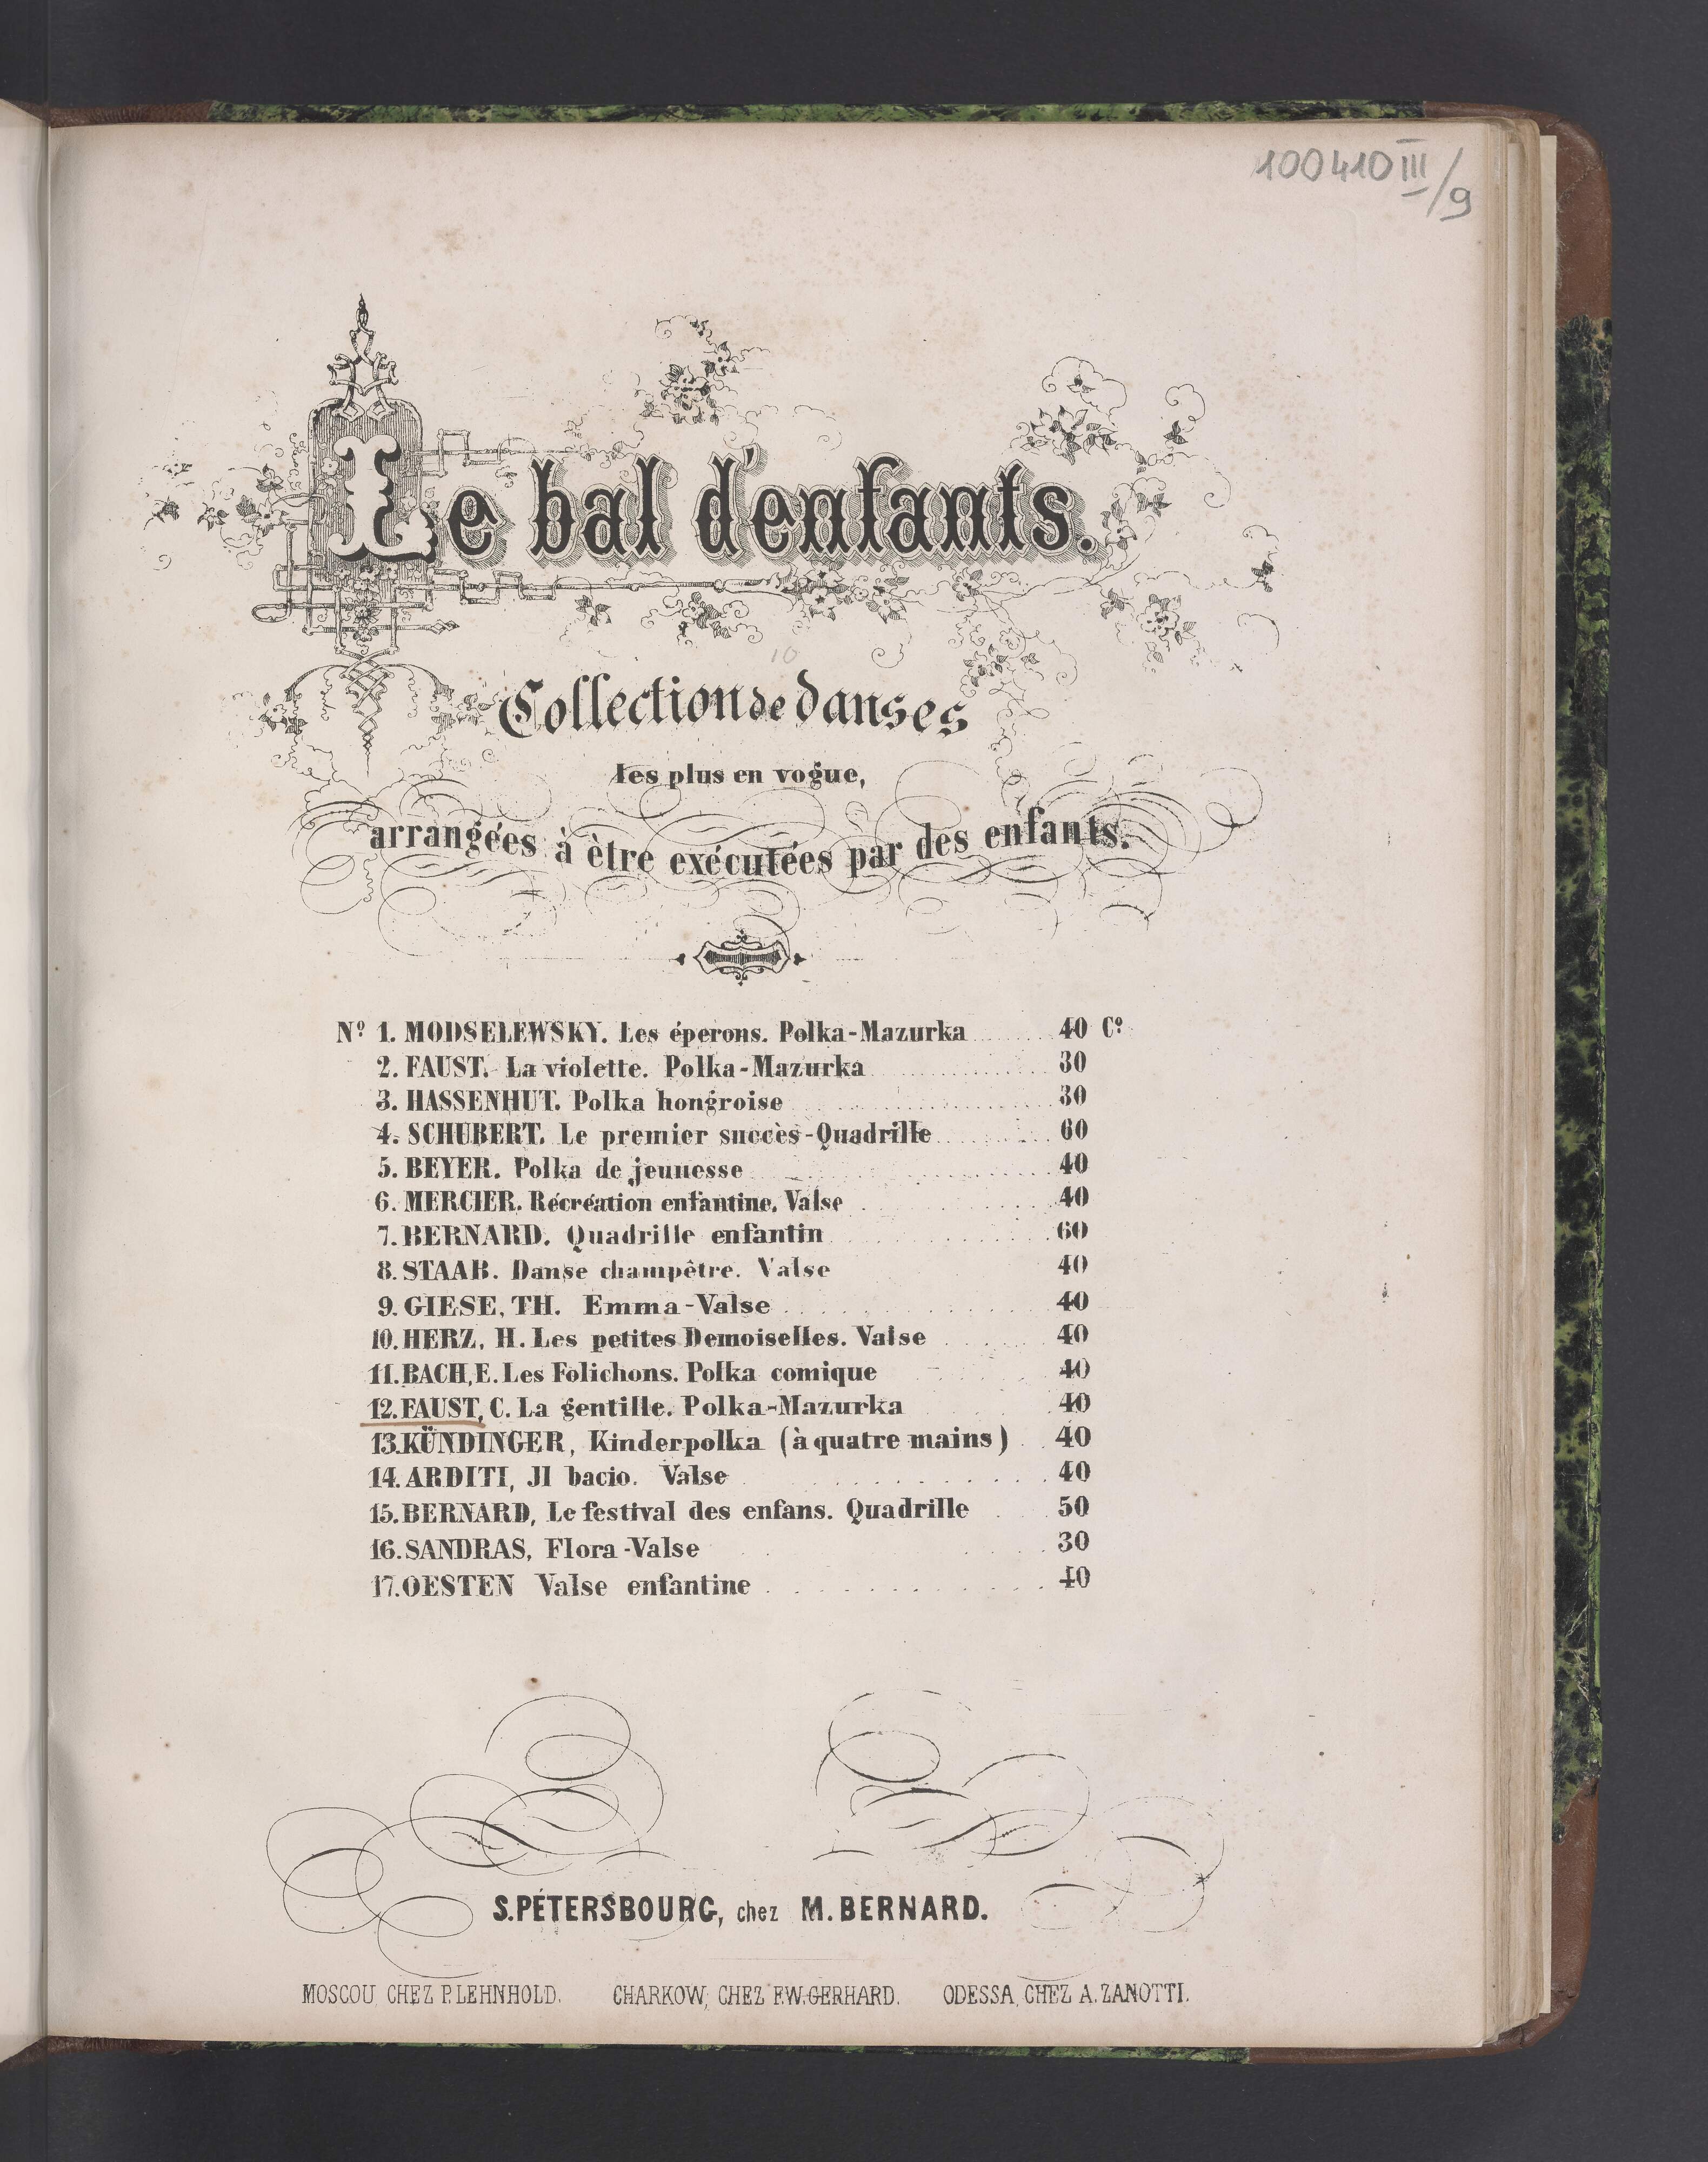 100410 III/9
Le bal d'enfants.
10
Collection de danses
les plus en vogue,
arrangées à ètre exécutées par des enfants.
Nº 1. MODSELEWSKY. Les éperons. Polka-Mazurka 40 Cº
2. FAUST. La violette. Polka-Mazurka 30
3. HASSENHUT. Polka hongroise 30
4. SCHUBERT. Le premier succès-Quadrille 60
5. BEYER. Polka de jeunesse 40
6. MERCIER. Récréation enfantine. Valse 40
7. BERNARD. Quadrille enfantin 60
8. STAAB. Danse champêtre. Valse 40
9. GIESE, TH. Emma-Valse 40
10. HERZ, H. Les petites Demoiselles. Valse 40
11. BACH, E. Les Folichons. Polka comique 40
12. FAUST, C. La gentille. Polka-Mazurka 40
13. KÜNDINGER, Kinderpolka (à quatre mains) 40
14. ARDITI, Jl bacio. Valse 40
15. BERNARD, Le festival des enfans. Quadrille 50
16. SANDRAS, Flora-Valse 30
17. OESTEN Valse enfantine 40
S. PÉTERSBOURG, chez M. BERNARD.
MOSCOU, CHEZ P. LEHNHOLD. CHARKOW, CHEZ F.W. GERHARD. ODESSA, CHEZ A. ZANOTTI.